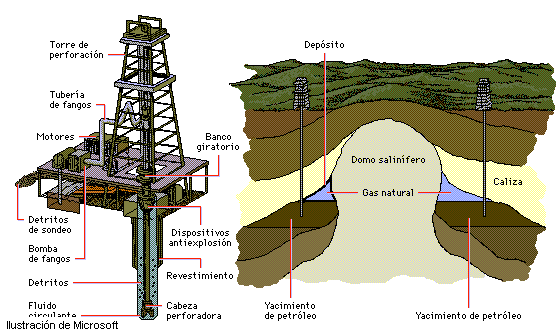 Torre de
perforación
Tubería
de fangos
Motores
Banco
giratorio
Detritos
de sondeo
Dispositivos
antiexplosión
Bomba
de fangos
Revestimiento
Detritos
Fluido
circulante
Cabeza
perforadora
Ilustración de Microsoft
Depósito
Domo salinífero
Gas natural
Caliza
Yacimiento
de petróleo
Yacimiento de petróleo